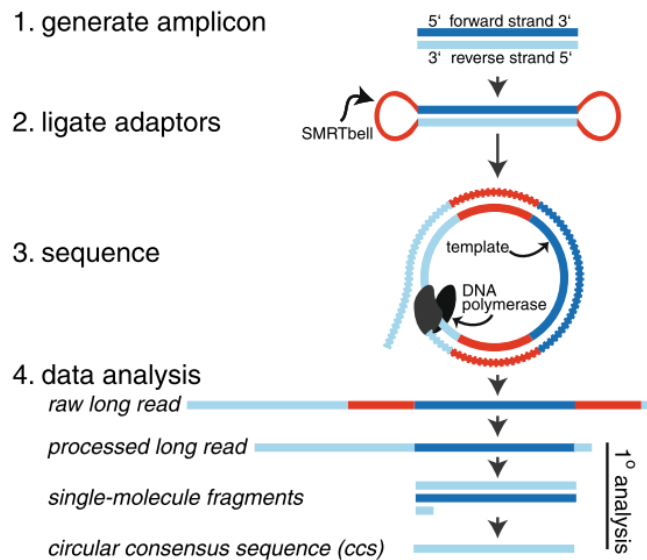 1. generate amplicon
5‘ forward strand 3‘
3‘ reverse strand 5‘
2. ligate adaptors
SMRTbell
3. sequence
template
DNA
polymerase
4. data analysis
raw long read
processed long read
single-molecule fragments
circular consensus sequence (ccs)
1° analysis